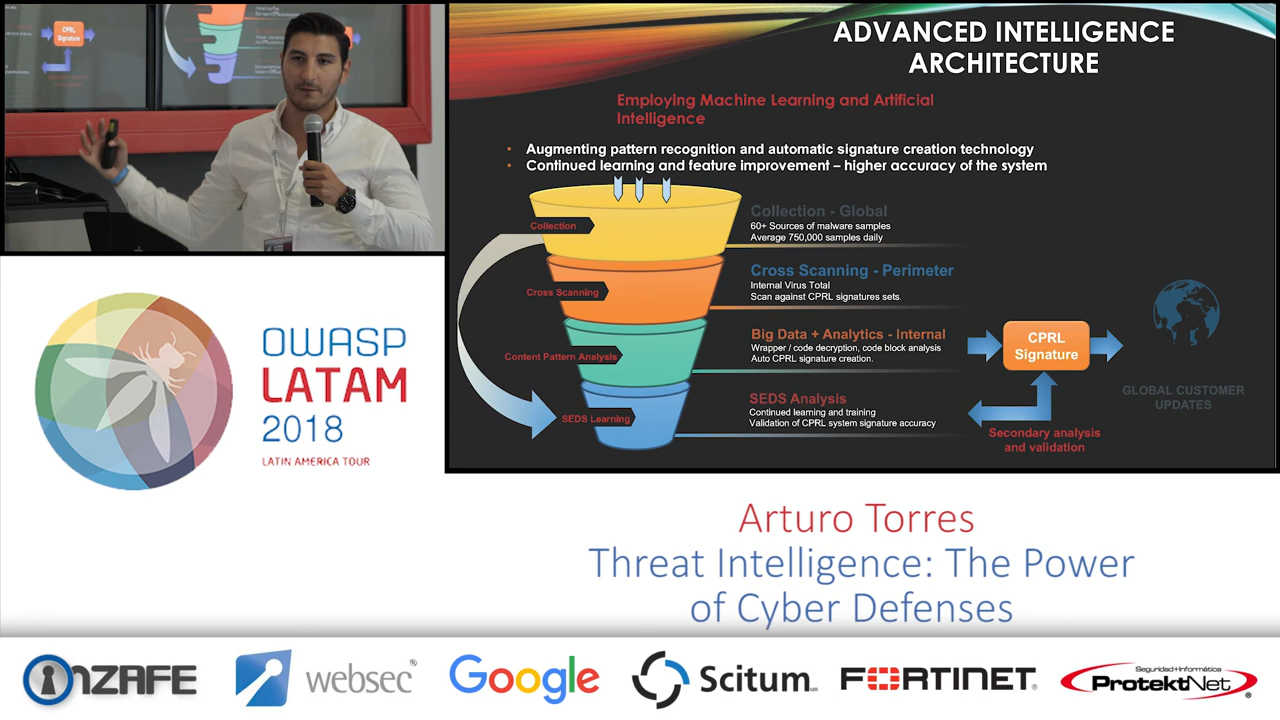 CPRL
Signature
ADVANCED INTELLIGENCE
ARCHITECTURE
Employing Machine Learning and Artificial
Intelligence
• Augmenting pattern recognition and automatic signature creation technology
• Continued learning and feature improvement – higher accuracy of the system
Collection
Collection - Global
60+ Sources of malware samples
Average 750,000 samples daily
Cross Scanning
Cross Scanning - Perimeter
Internal Virus Total
Scan against CPRL signatures sets.
Content Pattern Analysis
Big Data + Analytics - Internal
Wrapper / code decryption, code block analysis
Auto CPRL signature creation.
CPRL
Signature
GLOBAL CUSTOMER
UPDATES
SEDS Learning
SEDS Analysis
Continued learning and training
Validation of CPRL system signature accuracy
Secondary analysis
and validation
OWASP
LATAM
2018
LATIN AMERICA TOUR
Arturo Torres
Threat Intelligence: The Power
of Cyber Defenses
ONZAFE
websec®
Google
Scitum MR
FORTINET®
Seguridad+Informática
ProtektNet®